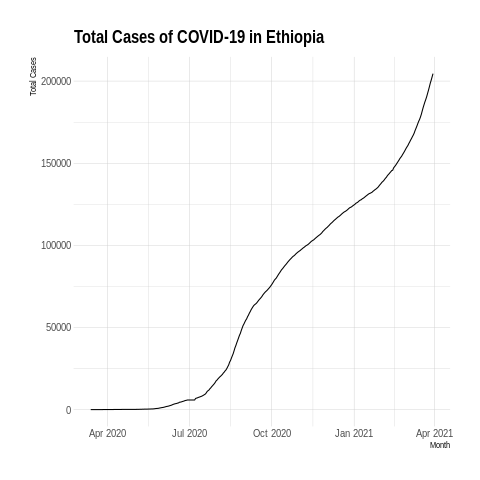 Total Cases of COVID-19 in Ethiopia
Total Cases
200000
150000
100000
50000
0
Apr 2020 Jul 2020 Oct 2020 Jan 2021 Apr 2021
Month